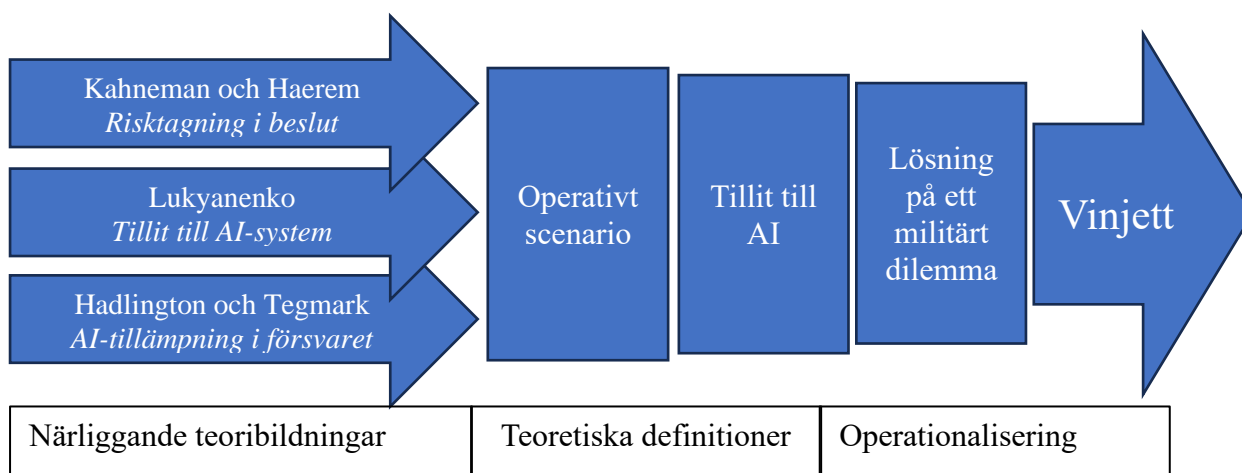 Kahneman och Haerem
Risktagning i beslut
Lukyanenko
Tillit till AI-system
Hadlington och Tegmark
AI-tillämpning i försvaret
Operativt
scenario
Tillit till
AI
Lösning
på ett
militärt
dilemma
Vinjett
Närliggande teoribildningar
Teoretiska definitioner
Operationalisering